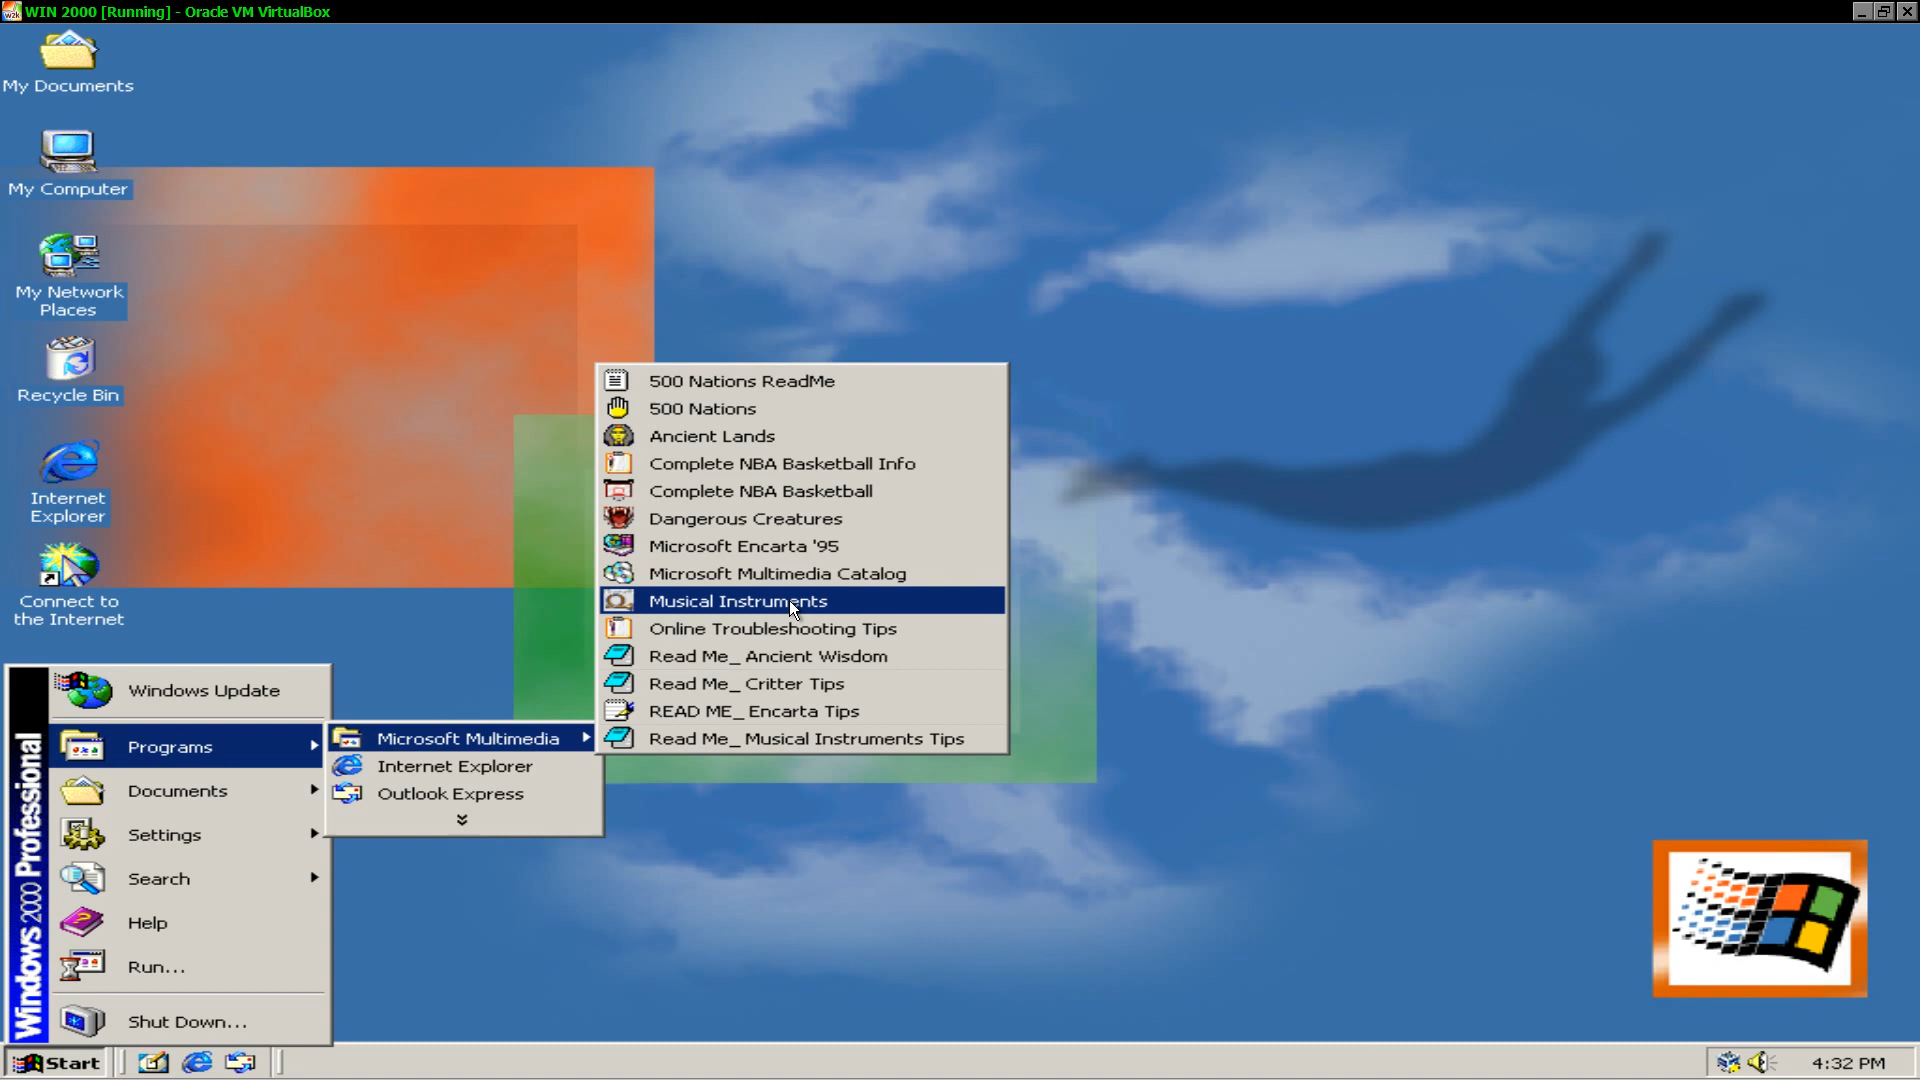 WIN 2000 [Running] - Oracle VM VirtualBox
My Documents
My Computer
My Network
Places
Recycle Bin
Internet
Explorer
Connect to
the Internet
500 Nations ReadMe
500 Nations
Ancient Lands
Complete NBA Basketball Info
Complete NBA Basketball
Dangerous Creatures
Microsoft Encarta '95
Microsoft Multimedia Catalog
Musical Instruments
Online Troubleshooting Tips
Read Me_ Ancient Wisdom
Read Me_ Critter Tips
READ ME_ Encarta Tips
Read Me_ Musical Instruments Tips
Microsoft Multimedia
Internet Explorer
Outlook Express
Windows 2000 Professional
Windows Update
Programs
Documents
Settings
Search
Help
Run...
Shut Down...
Start
4:32 PM